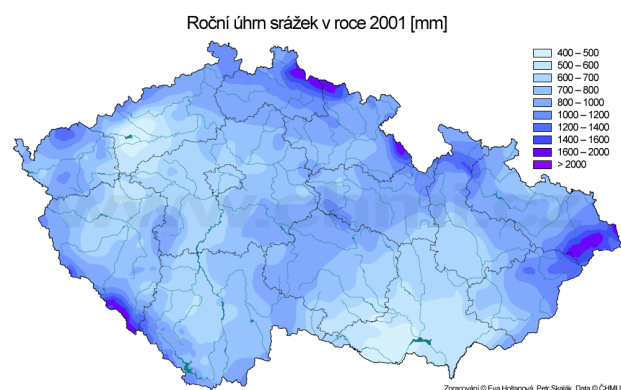 Roční úhrn srážek v roce 2001 [mm]
400 – 500
500 – 600
600 – 700
700 – 800
800 – 1000
1000 – 1200
1200 – 1400
1400 – 1600
1600 – 2000
> 2000
Zpracování © Eva Holtanová, Petr Skalák, Data © ČHMÚ